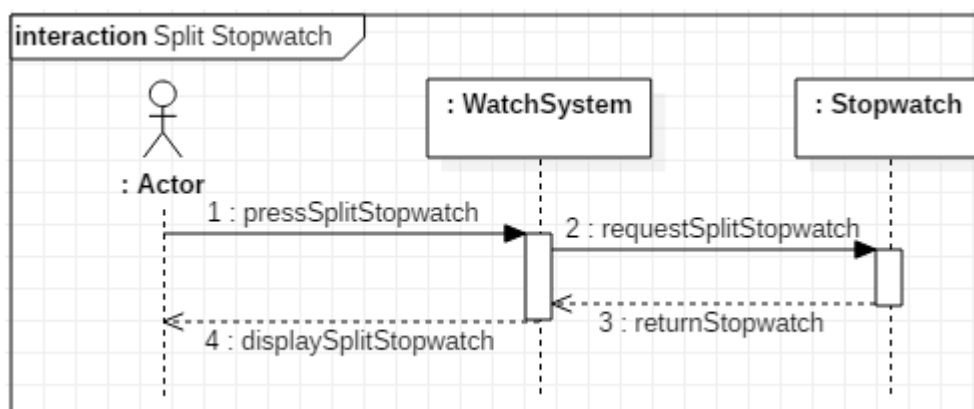 interaction Split Stopwatch
: WatchSystem
: Stopwatch
: Actor
1 : pressSplitStopwatch
2 : requestSplitStopwatch
3 : returnStopwatch
4 : displaySplitStopwatch